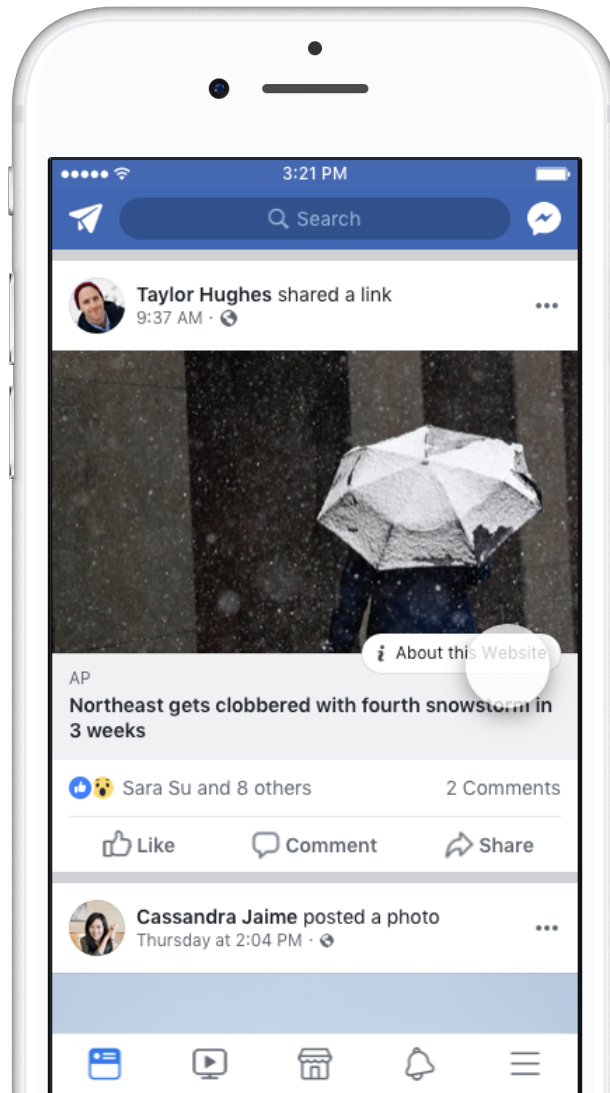 3:21 PM
Search
Taylor Hughes shared a link
9:37 AM ·
i About this Website
AP
Northeast gets clobbered with fourth snowstorm in
3 weeks
Sara Su and 8 others 2 Comments
Like Comment Share
Cassandra Jaime posted a photo
Thursday at 2:04 PM ·